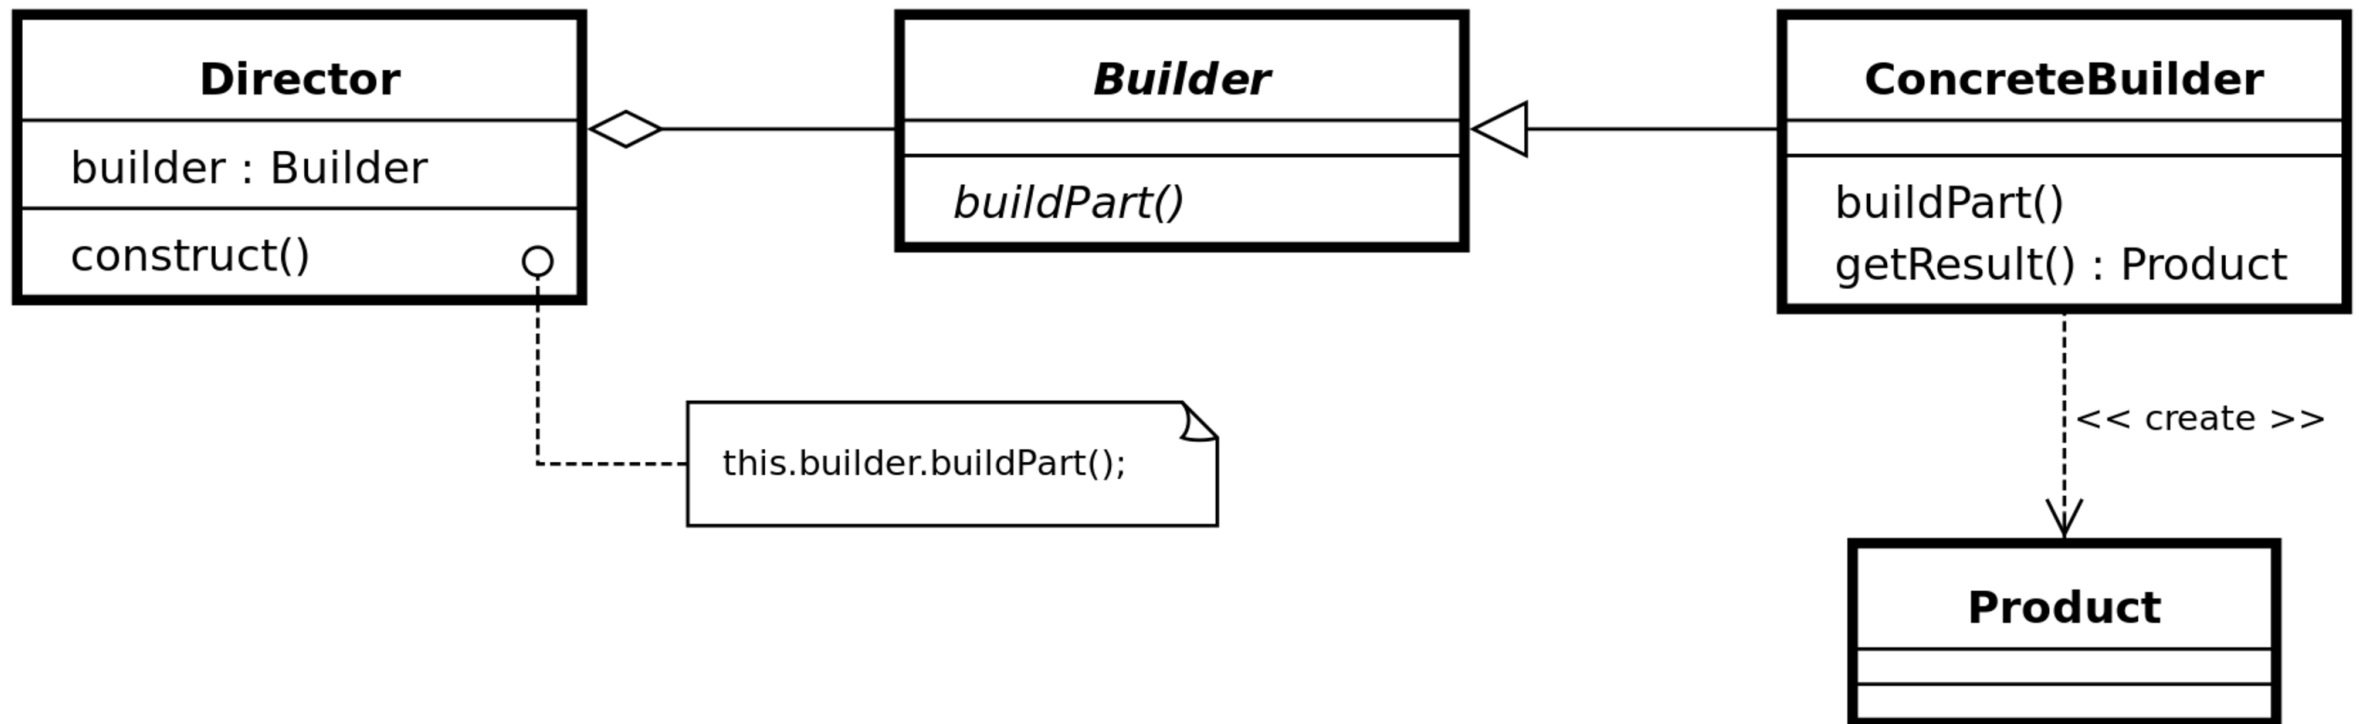 Director
builder : Builder
construct()
Builder
buildPart()
ConcreteBuilder
buildPart()
getResult() : Product
this.builder.buildPart();
<< create >>
Product